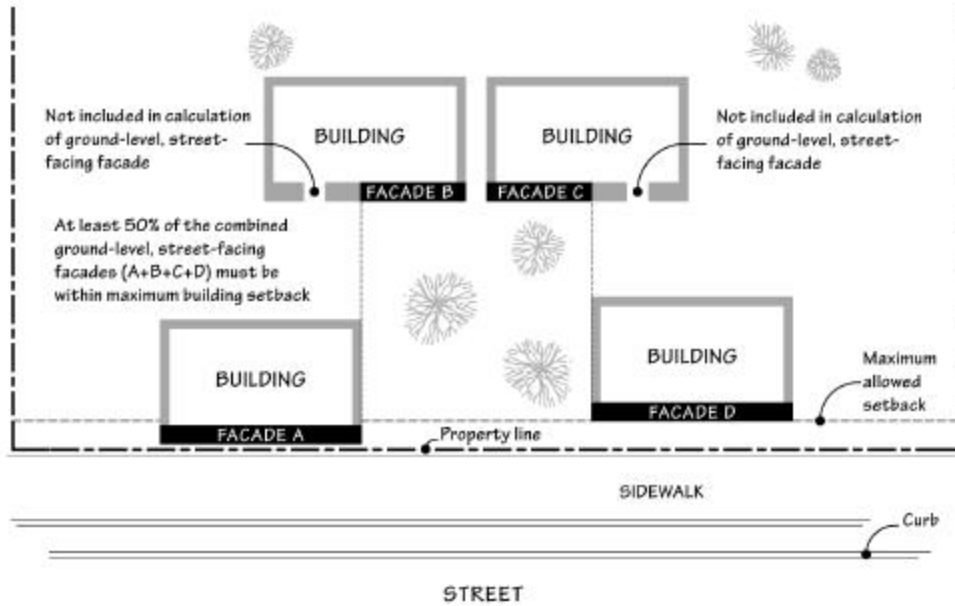 Not included in calculation
of ground-level, street-
facing facade
BUILDING
BUILDING
Not included in calculation
of ground-level, street-
facing facade
FACADE B
FACADE C
At least 50% of the combined
ground-level, street-facing
facades (A+B+C+D) must be
within maximum building setback
BUILDING
BUILDING
Maximum
allowed
setback
FACADE A
FACADE D
Property line
SIDEWALK
Curb
STREET